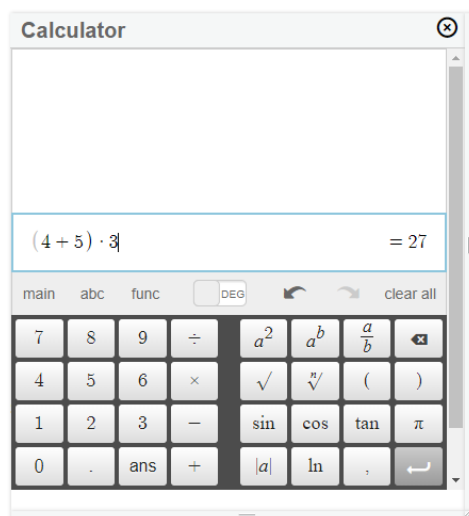 Calculator
(4 + 5) · 3 = 27
main abc func DEG clear all
7 8 9 ÷ a² aᵇ a/b
4 5 6 × √ ⁿ√ ( )
1 2 3 − sin cos tan π
0 . ans + |a| ln ,